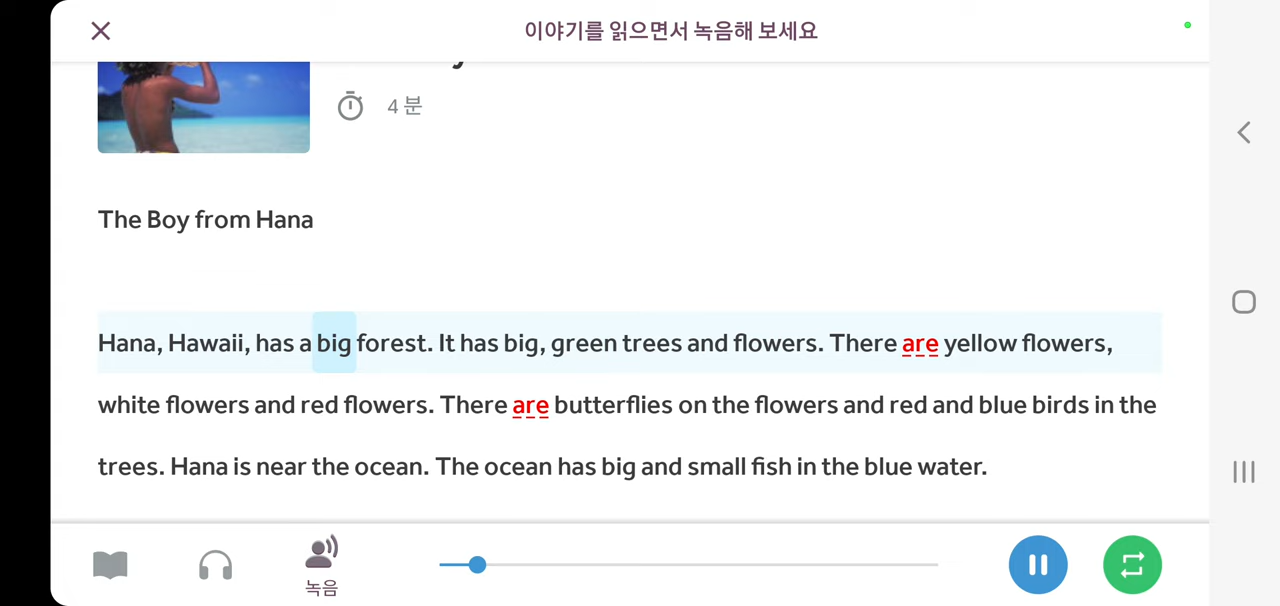 이야기를 읽으면서 녹음해 보세요
4 분
The Boy from Hana
Hana, Hawaii, has a big forest. It has big, green trees and flowers. There are yellow flowers,
white flowers and red flowers. There are butterflies on the flowers and red and blue birds in the
trees. Hana is near the ocean. The ocean has big and small fish in the blue water.
녹음